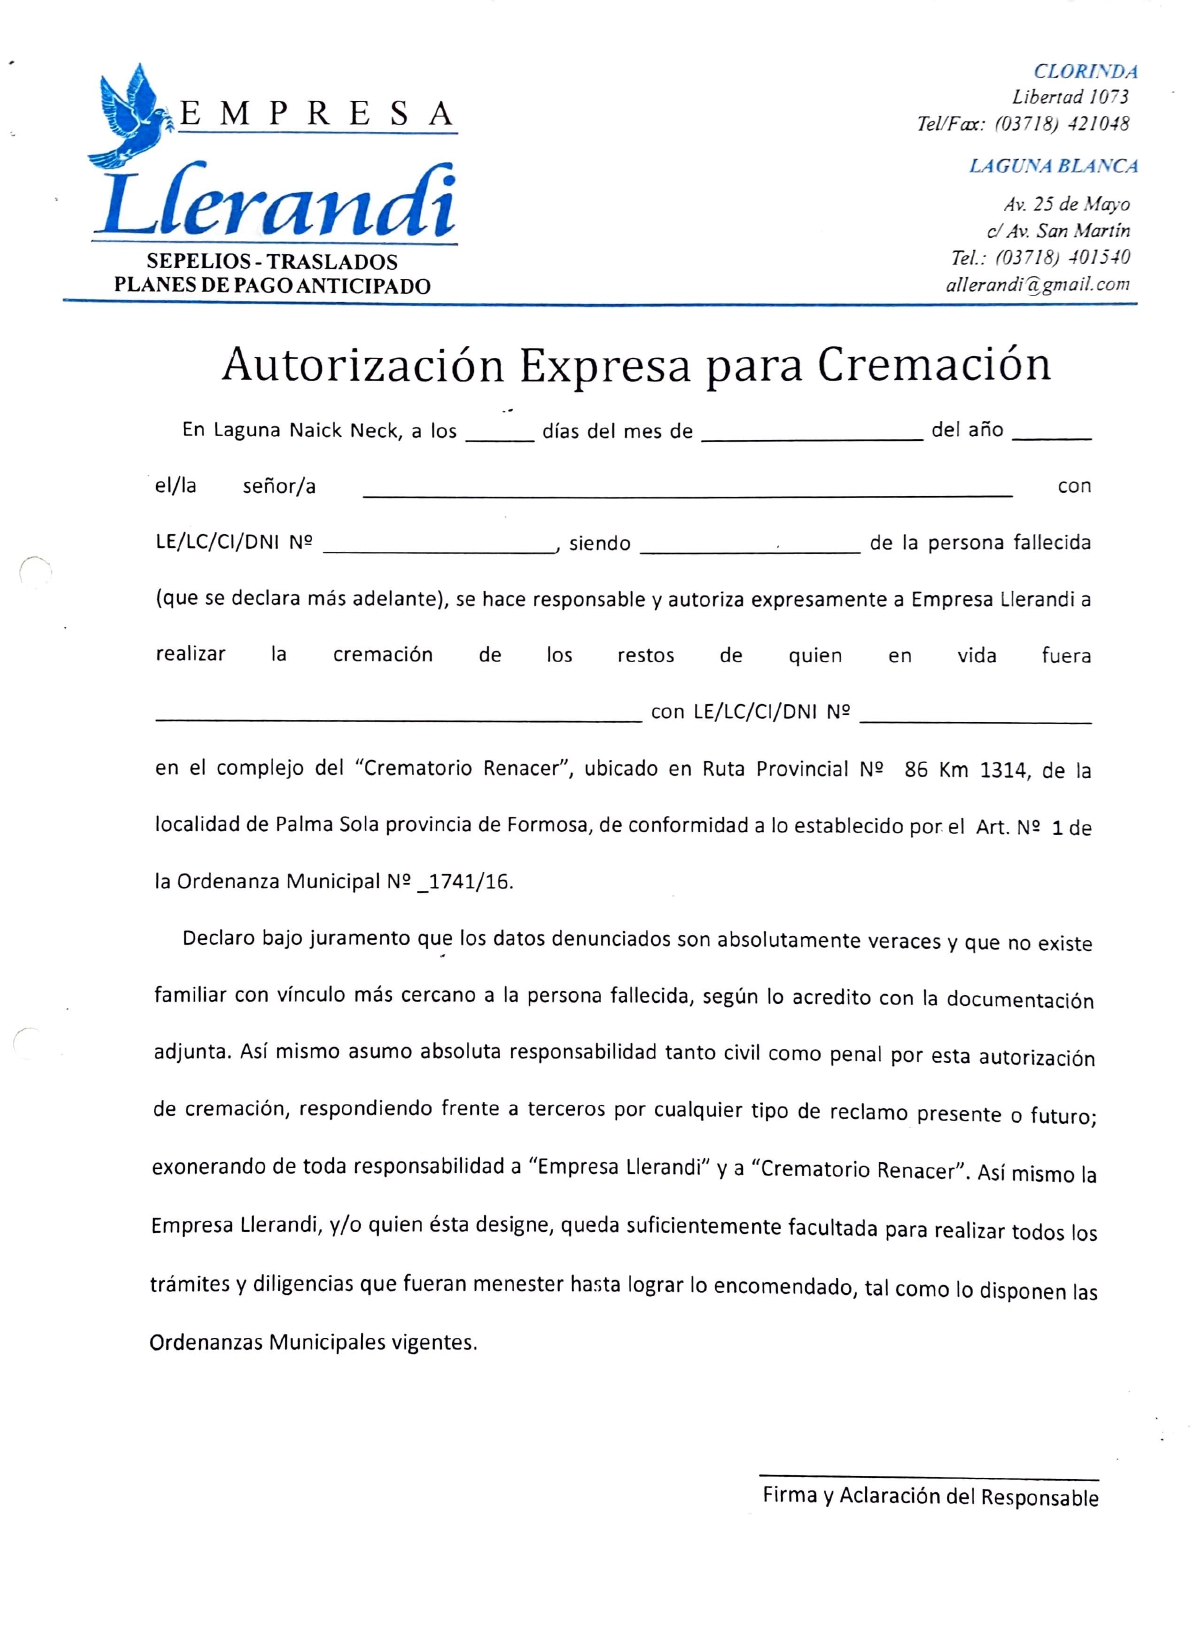 EMPRESA
Llerandi
SEPELIOS - TRASLADOS
PLANES DE PAGO ANTICIPADO
CLORINDA
Libertad 1073
Tel/Fax: (03718) 421048
LAGUNA BLANCA
Av. 25 de Mayo
c/ Av. San Martín
Tel.: (03718) 401540
allerandi@gmail.com
Autorización Expresa para Cremación
En Laguna Naick Neck, a los ______ días del mes de ____________________ del año _______
el/la señor/a ____________________________________________________________ con
LE/LC/CI/DNI Nº _____________________, siendo ____________________ de la persona fallecida
(que se declara más adelante), se hace responsable y autoriza expresamente a Empresa Llerandi a
realizar la cremación de los restos de quien en vida fuera
____________________________________________ con LE/LC/CI/DNI Nº _____________________
en el complejo del “Crematorio Renacer”, ubicado en Ruta Provincial Nº 86 Km 1314, de la
localidad de Palma Sola provincia de Formosa, de conformidad a lo establecido por el Art. Nº 1 de
la Ordenanza Municipal Nº _1741/16.
Declaro bajo juramento que los datos denunciados son absolutamente veraces y que no existe
familiar con vínculo más cercano a la persona fallecida, según lo acredito con la documentación
adjunta. Así mismo asumo absoluta responsabilidad tanto civil como penal por esta autorización
de cremación, respondiendo frente a terceros por cualquier tipo de reclamo presente o futuro;
exonerando de toda responsabilidad a “Empresa Llerandi” y a “Crematorio Renacer”. Así mismo la
Empresa Llerandi, y/o quien ésta designe, queda suficientemente facultada para realizar todos los
trámites y diligencias que fueran menester hasta lograr lo encomendado, tal como lo disponen las
Ordenanzas Municipales vigentes.
Firma y Aclaración del Responsable